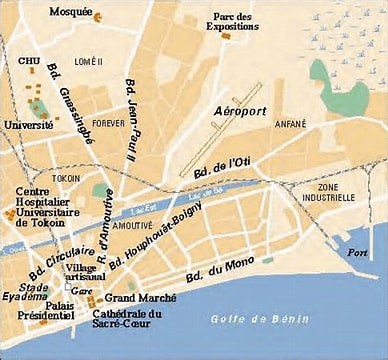 Mosquée
Parc des
Expositions
LOMÉ II
CHU
Bd. Gnassingbé
Bd. Jean-Paul II
Aéroport
Université
FOREVER
ANFANÉ
Bd. de l'Oti
TOKOIN
Centre
Hospitalier
Universitaire
de Tokoin
ZONE
INDUSTRIELLE
Lac Est
Lac de Bè
R. d'Amoutivé
AMOUTIVÉ
Bd. Houphouët-Boigny
Bd. Circulaire
Village
artisanal
Port
Bd. du Mono
Stade
Eyadéma
Gare
Grand Marché
Palais
Présidentiel
Cathédrale du
Sacré-Cœur
Golfe de Bénin